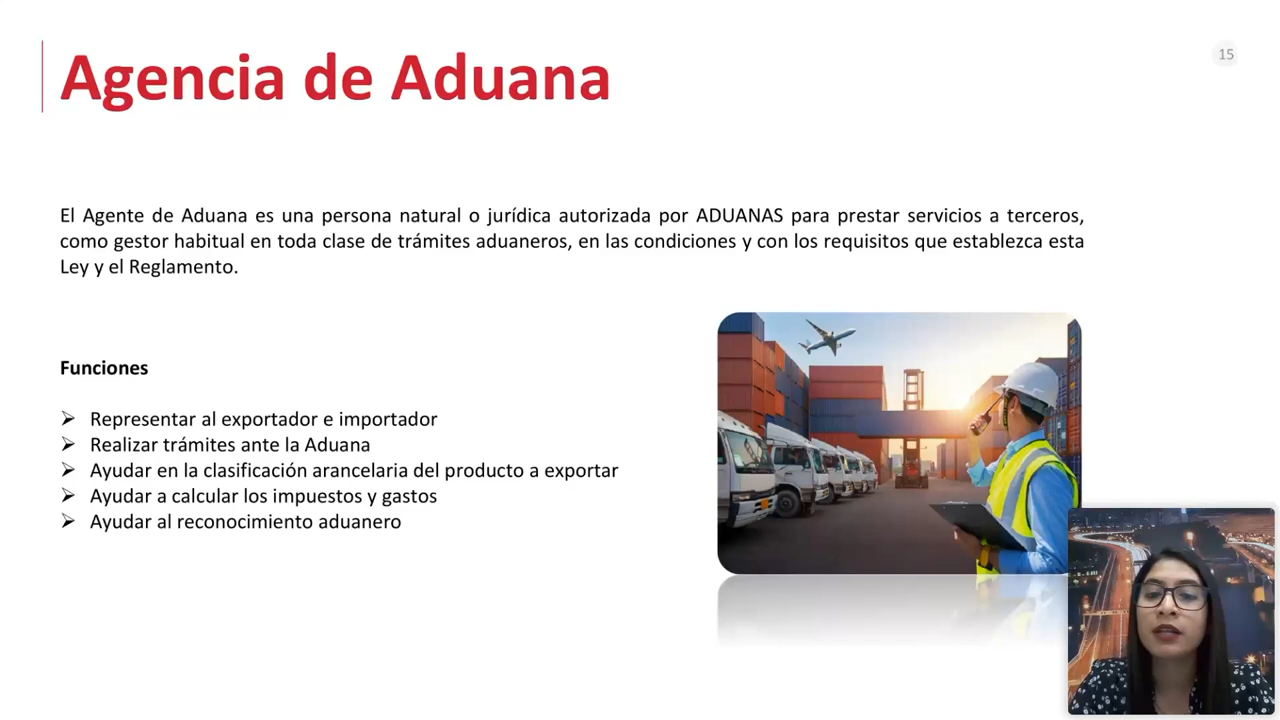 Agencia de Aduana
15
El Agente de Aduana es una persona natural o jurídica autorizada por ADUANAS para prestar servicios a terceros,
como gestor habitual en toda clase de trámites aduaneros, en las condiciones y con los requisitos que establezca esta
Ley y el Reglamento.
Funciones
➢ Representar al exportador e importador
➢ Realizar trámites ante la Aduana
➢ Ayudar en la clasificación arancelaria del producto a exportar
➢ Ayudar a calcular los impuestos y gastos
➢ Ayudar al reconocimiento aduanero